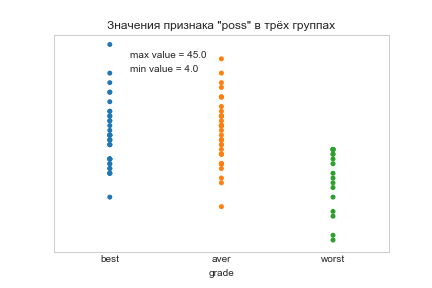 Значения признака "poss" в трёх группах
max value = 45.0
min value = 4.0
best aver worst
grade